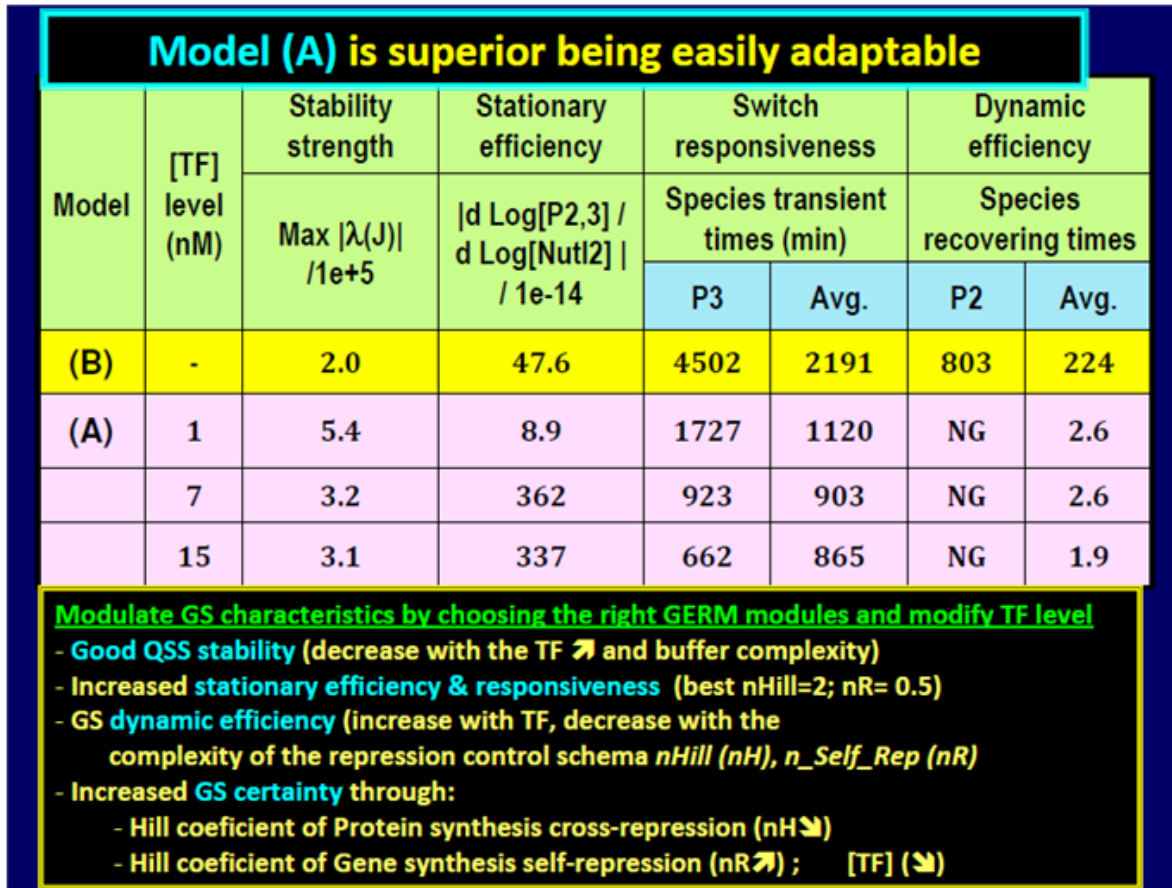 Model (A) is superior being easily adaptable
Model
[TF] level (nM)
Stability strength
Stationary efficiency
Switch responsiveness
Dynamic efficiency
Max |λ(J)| /1e+5
|d Log[P2,3] / d Log[NutI2] | / 1e-14
Species transient times (min)
Species recovering times
P3 Avg. P2 Avg.
(B) - 2.0 47.6 4502 2191 803 224
(A) 1 5.4 8.9 1727 1120 NG 2.6
7 3.2 362 923 903 NG 2.6
15 3.1 337 662 865 NG 1.9
Modulate GS characteristics by choosing the right GERM modules and modify TF level
- Good QSS stability (decrease with the TF ↗ and buffer complexity)
- Increased stationary efficiency & responsiveness (best nHill=2; nR= 0.5)
- GS dynamic efficiency (increase with TF, decrease with the
complexity of the repression control schema nHill (nH), n_Self_Rep (nR)
- Increased GS certainty through:
- Hill coeficient of Protein synthesis cross-repression (nH↘)
- Hill coeficient of Gene synthesis self-repression (nR↗) ; [TF] (↘)